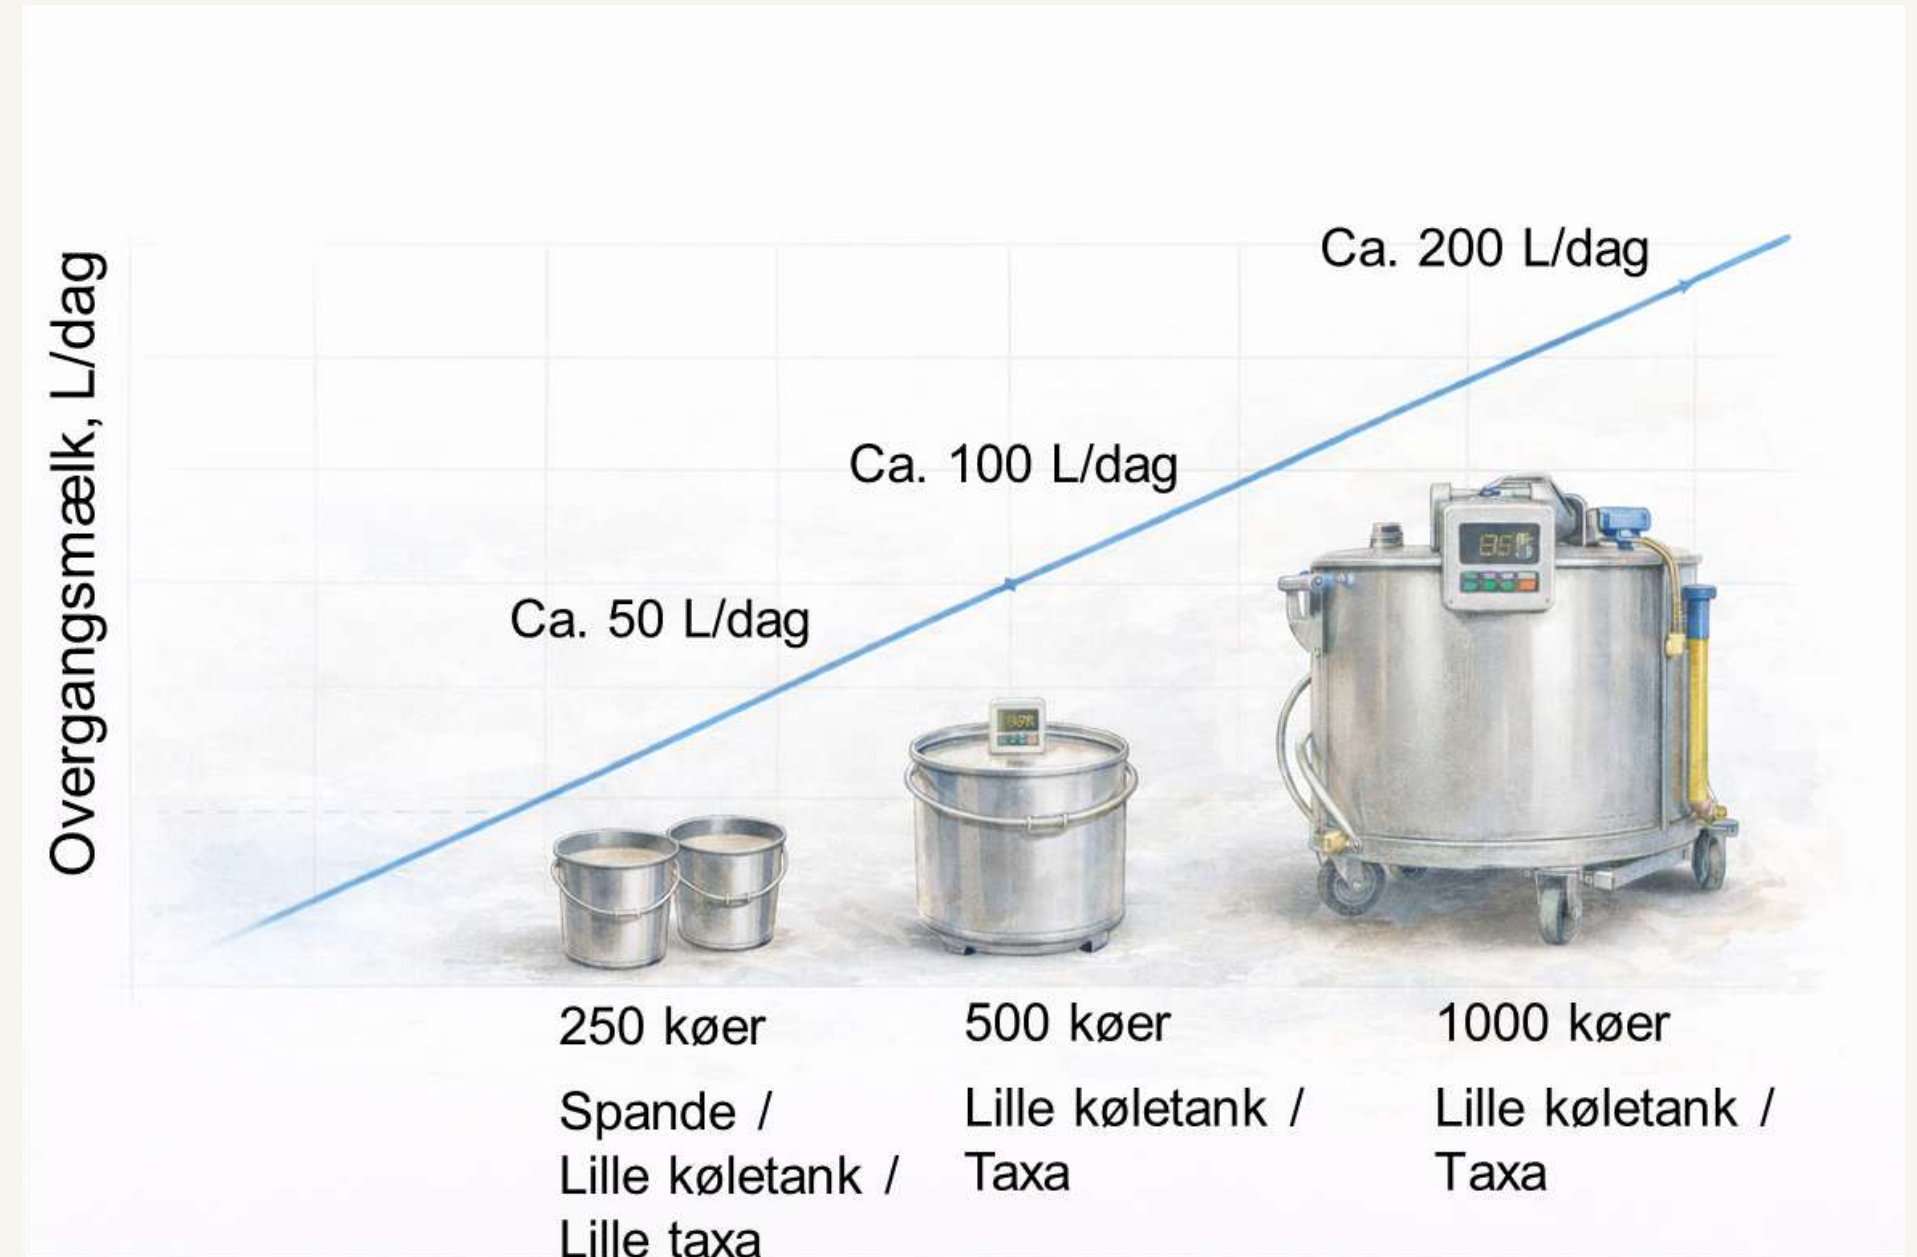 Overgangsmælk, L/dag
Ca. 200 L/dag
Ca. 100 L/dag
Ca. 50 L/dag
250 køer
Spande /
Lille køletank /
Lille taxa
500 køer
Lille køletank /
Taxa
1000 køer
Lille køletank /
Taxa